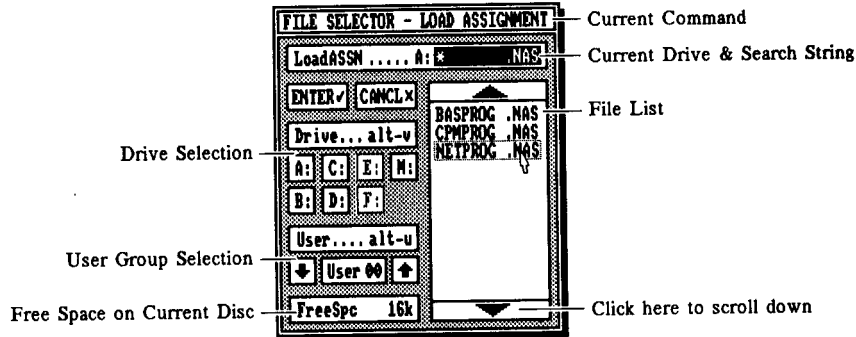 FILE SELECTOR - LOAD ASSIGNMENT
Current Command
LoadASSN ..... A: * .NAS
Current Drive & Search String
ENTER✓ CANCL×
BASPROG .NAS
File List
CPMPROG .NAS
NETPROG .NAS
Drive...alt-v
Drive Selection
A: C: E: M:
B: D: F:
User....alt-u
User Group Selection
User 00
FreeSpc 16k
Free Space on Current Disc
Click here to scroll down